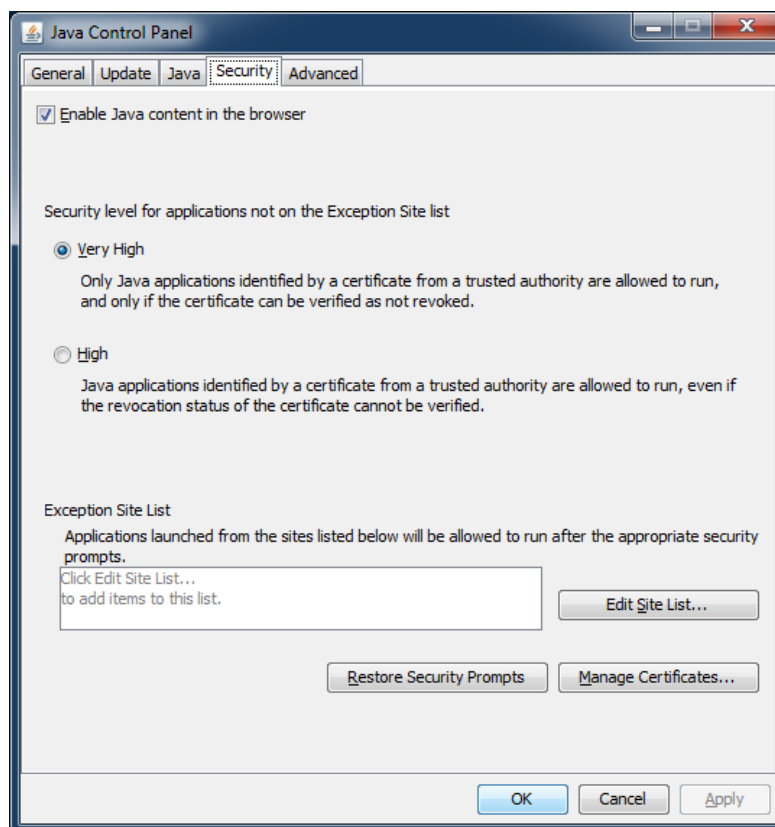 Java Control Panel
General Update Java Security Advanced
Enable Java content in the browser
Security level for applications not on the Exception Site list
Very High
Only Java applications identified by a certificate from a trusted authority are allowed to run,
and only if the certificate can be verified as not revoked.
High
Java applications identified by a certificate from a trusted authority are allowed to run, even if
the revocation status of the certificate cannot be verified.
Exception Site List
Applications launched from the sites listed below will be allowed to run after the appropriate security
prompts.
Click Edit Site List...
to add items to this list.
Edit Site List...
Restore Security Prompts Manage Certificates...
OK Cancel Apply